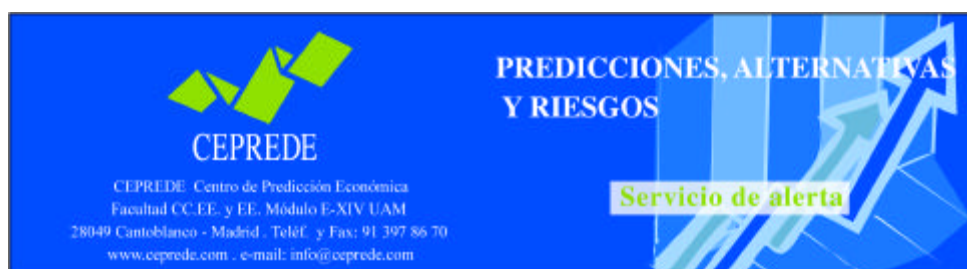 CEPREDE
CEPREDE Centro de Predicción Económica
Facultad CC.EE. y EE. Módulo E-XIV UAM
28049 Cantoblanco - Madrid . Teléf. y Fax: 91 397 86 70
www.ceprede.com . e-mail: info@ceprede.com
PREDICCIONES, ALTERNATIVAS
Y RIESGOS
Servicio de alerta